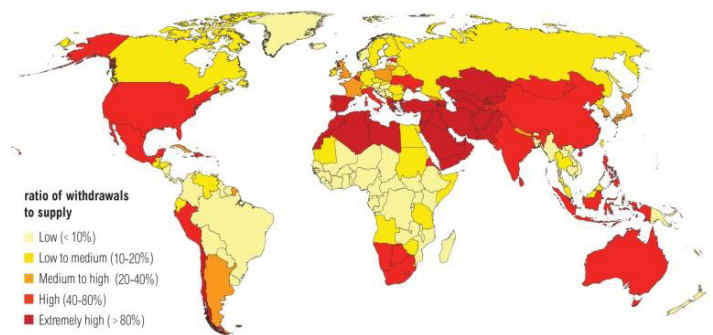 ratio of withdrawals
to supply
Low (< 10%)
Low to medium (10-20%)
Medium to high (20-40%)
High (40-80%)
Extremely high (> 80%)